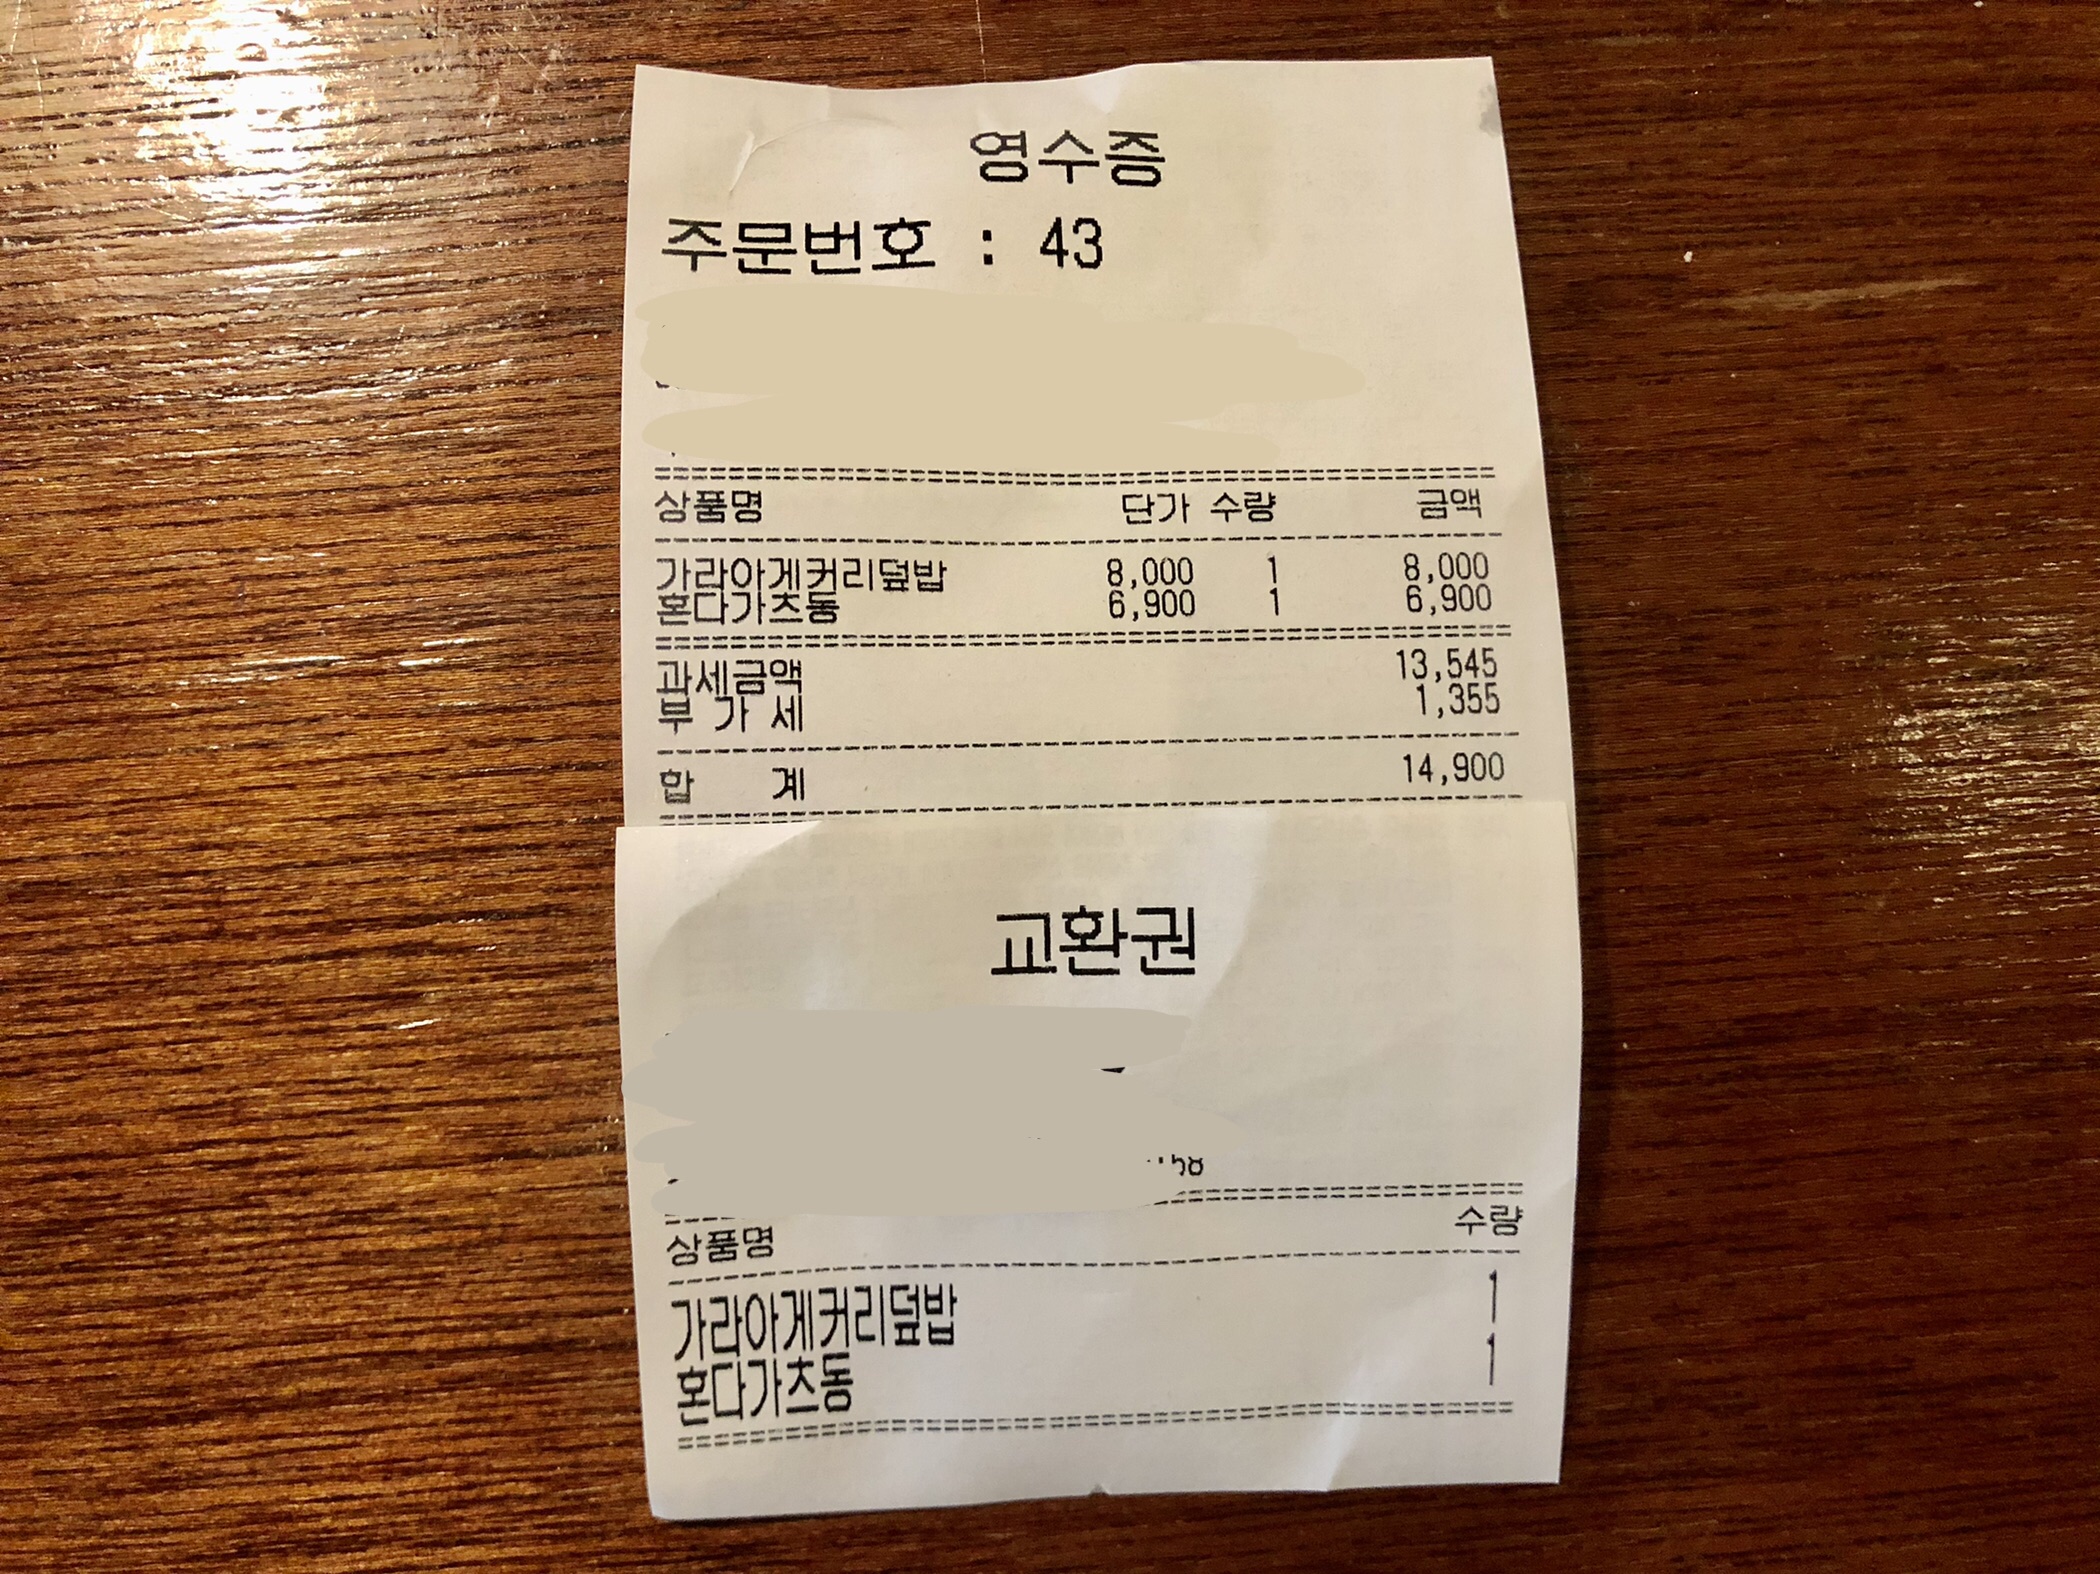 영수증
주문번호 : 43
상품명 단가 수량 금액
가라아게커리덮밥 8,000 1 8,000
혼다가츠동 6,900 1 6,900
과세금액 13,545
부 가 세 1,355
합 계 14,900
교환권
상품명 수량
가라아게커리덮밥 1
혼다가츠동 1